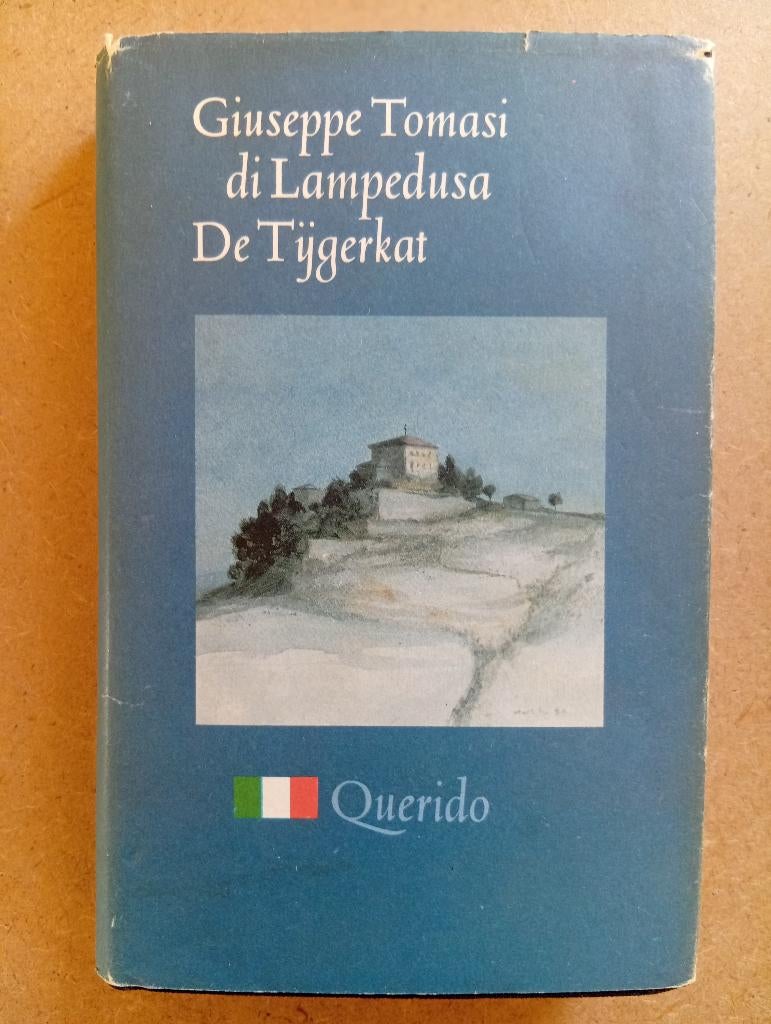 Giuseppe Tomasi
di Lampedusa
De Tijgerkat
Querido